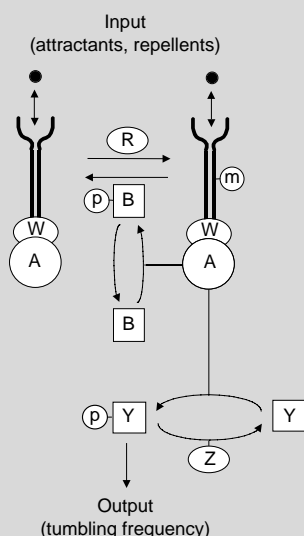 Input
(attractants, repellents)
R
m
p
B
W
A
W
A
B
p
Y
Y
Z
Output
(tumbling frequency)